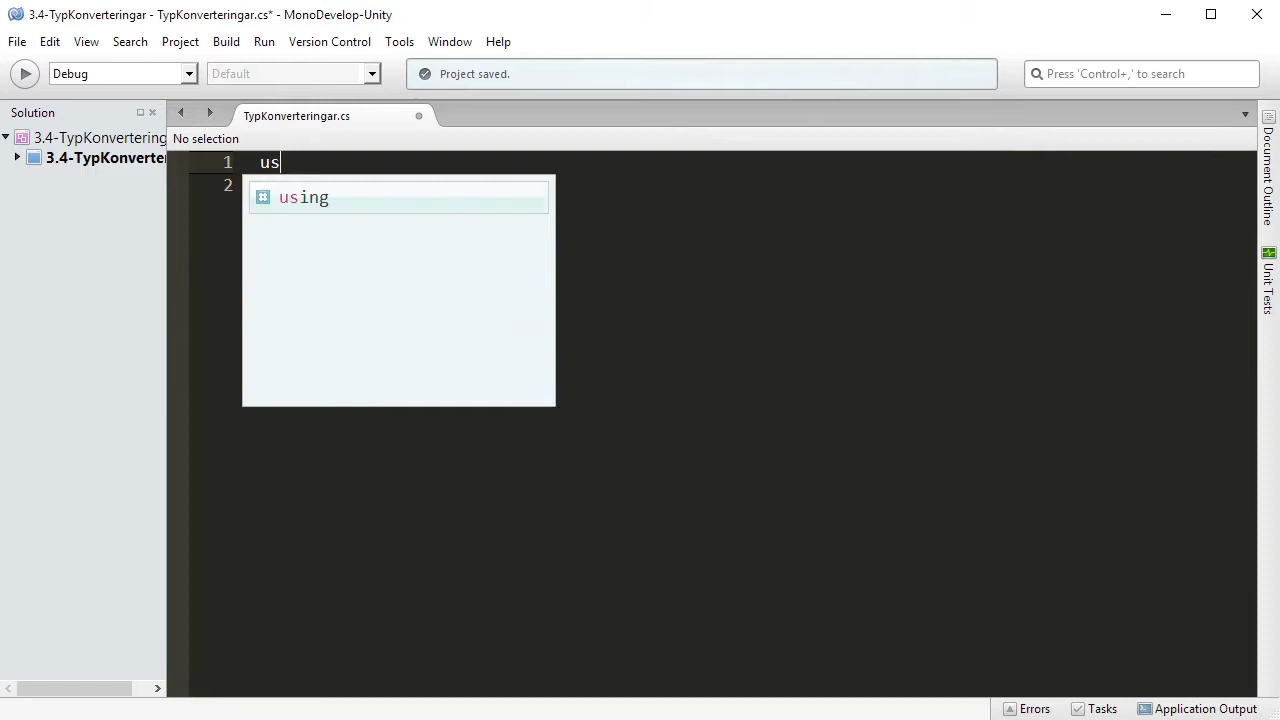 3.4-TypKonverteringar - TypKonverteringar.cs* - MonoDevelop-Unity
File Edit View Search Project Build Run Version Control Tools Window Help
Debug Default Project saved. Press 'Control+,' to search
Solution TypKonverteringar.cs
3.4-TypKonvertering No selection
3.4-TypKonverter
1 us
2
using
Document Outline
Unit Tests
Errors Tasks Application Output